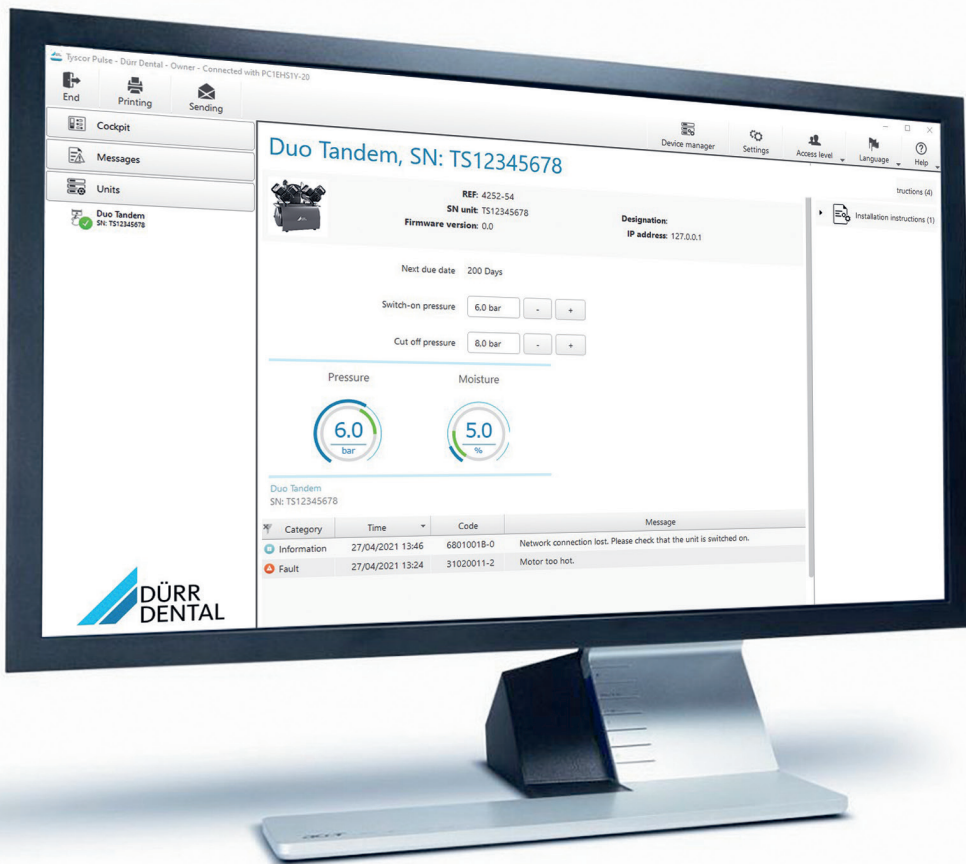 Tyscor Pulse - Dürr Dental - Owner - Connected with PC1EHS1Y-20
End
Printing
Sending
Device manager
Settings
Access level
Language
Help
Cockpit
Messages
Units
Duo Tandem
SN: TS12345678
Duo Tandem, SN: TS12345678
REF: 4252-54
SN unit: TS12345678
Firmware version: 0.0
Designation:
IP address: 127.0.0.1
tructions (4)
Installation instructions (1)
Next due date 200 Days
Switch-on pressure 6.0 bar - +
Cut off pressure 8.0 bar - +
Pressure Moisture
6.0 5.0
bar %
Duo Tandem
SN: TS12345678
Category Time Code Message
Information 27/04/2021 13:46 6801001B-0 Network connection lost. Please check that the unit is switched on.
Fault 27/04/2021 13:24 31020011-2 Motor too hot.
DÜRR
DENTAL
acer